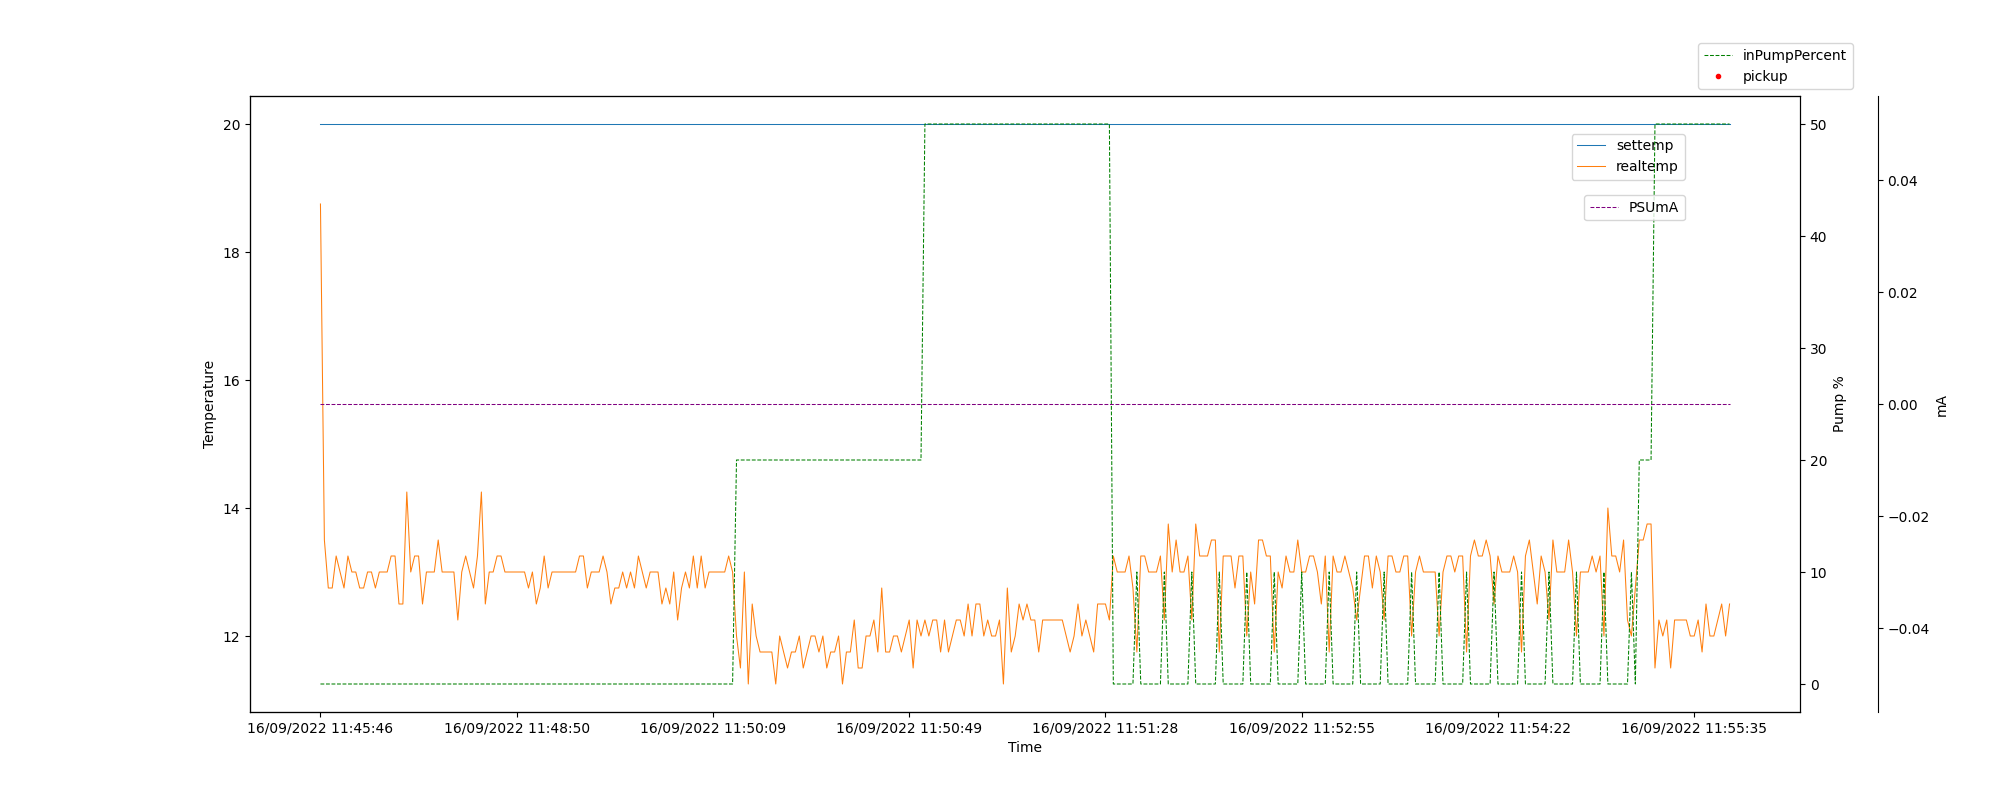 inPumpPercent
pickup
settemp
realtemp
PSUmA
20
18
16
14
12
Temperature
50
40
30
20
10
0
Pump %
0.04
0.02
0.00
−0.02
−0.04
mA
16/09/2022 11:45:46
16/09/2022 11:48:50
16/09/2022 11:50:09
16/09/2022 11:50:49
16/09/2022 11:51:28
16/09/2022 11:52:55
16/09/2022 11:54:22
16/09/2022 11:55:35
Time